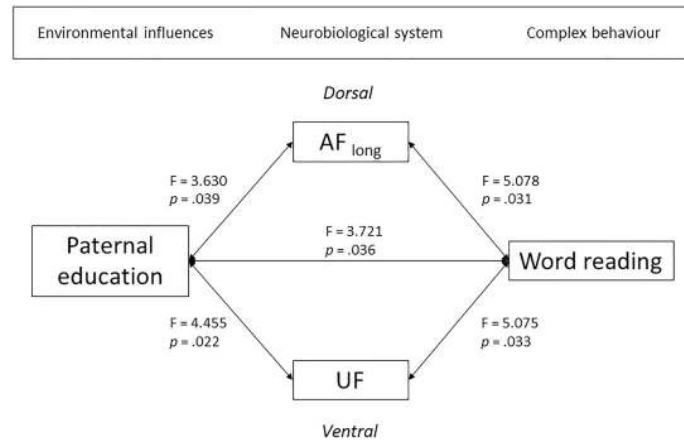 Environmental influences Neurobiological system Complex behaviour
Dorsal
AF long
F = 3.630
p = .039
F = 5.078
p = .031
Paternal
education
F = 3.721
p = .036
Word reading
F = 4.455
p = .022
F = 5.075
p = .033
UF
Ventral